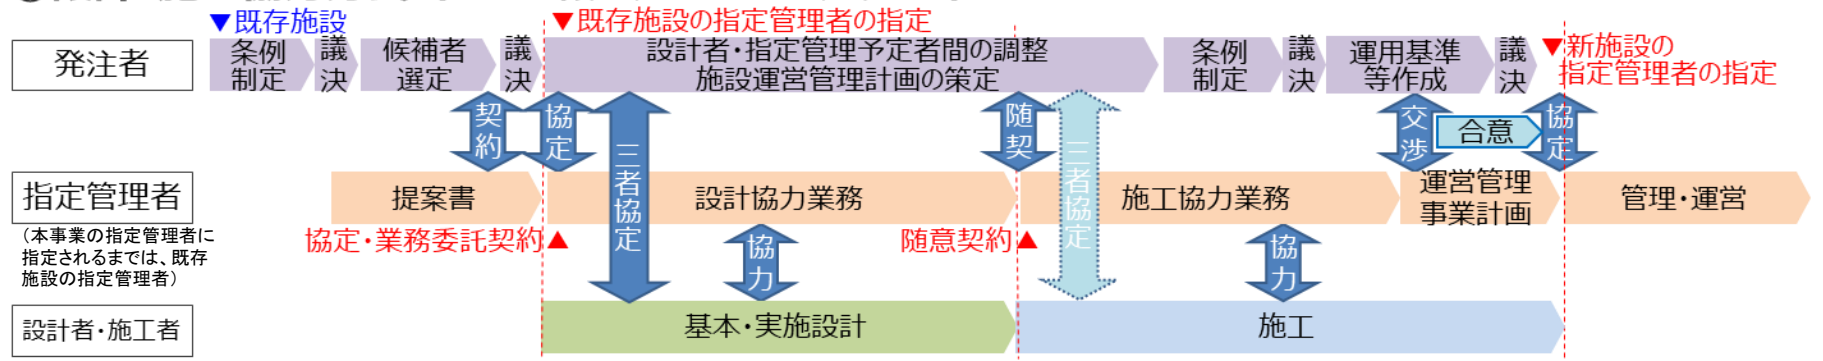 ▼既存施設
▼既存施設の指定管理者の指定
発注者
条例
制定
議
決
候補者
選定
議
決
設計者・指定管理予定者間の調整
施設運営管理計画の策定
条例
制定
議
決
運用基準
等作成
議
決
▼新施設の
指定管理者の指定
契
約
協
定
三
者
協
定
随
契
三
者
協
定
交
渉
合意
協
定
指定管理者
(本事業の指定管理者に
指定されるまでは、既存
施設の指定管理者)
提案書
設計協力業務
施工協力業務
運営管理
事業計画
管理・運営
協定・業務委託契約▲
協
力
随意契約▲
協
力
設計者・施工者
基本・実施設計
施工